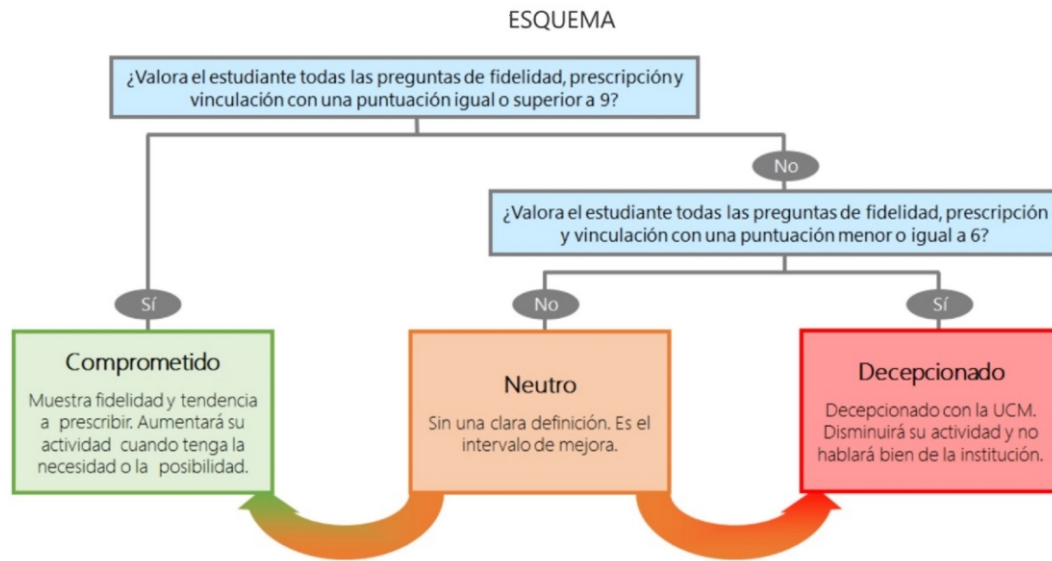 ESQUEMA
¿Valora el estudiante todas las preguntas de fidelidad, prescripción y
vinculación con una puntuación igual o superior a 9?
No
¿Valora el estudiante todas las preguntas de fidelidad, prescripción
y vinculación con una puntuación menor o igual a 6?
Sí
No
Sí
Comprometido
Muestra fidelidad y tendencia
a prescribir. Aumentará su
actividad cuando tenga la
necesidad o la posibilidad.
Neutro
Sin una clara definición. Es el
intervalo de mejora.
Decepcionado
Decepcionado con la UCM.
Disminuirá su actividad y no
hablará bien de la institución.